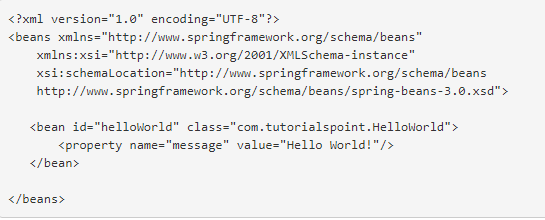 <?xml version="1.0" encoding="UTF-8"?>
<beans xmlns="http://www.springframework.org/schema/beans"
    xmlns:xsi="http://www.w3.org/2001/XMLSchema-instance"
    xsi:schemaLocation="http://www.springframework.org/schema/beans
    http://www.springframework.org/schema/beans/spring-beans-3.0.xsd">

   <bean id="helloWorld" class="com.tutorialspoint.HelloWorld">
       <property name="message" value="Hello World!"/>
   </bean>

</beans>